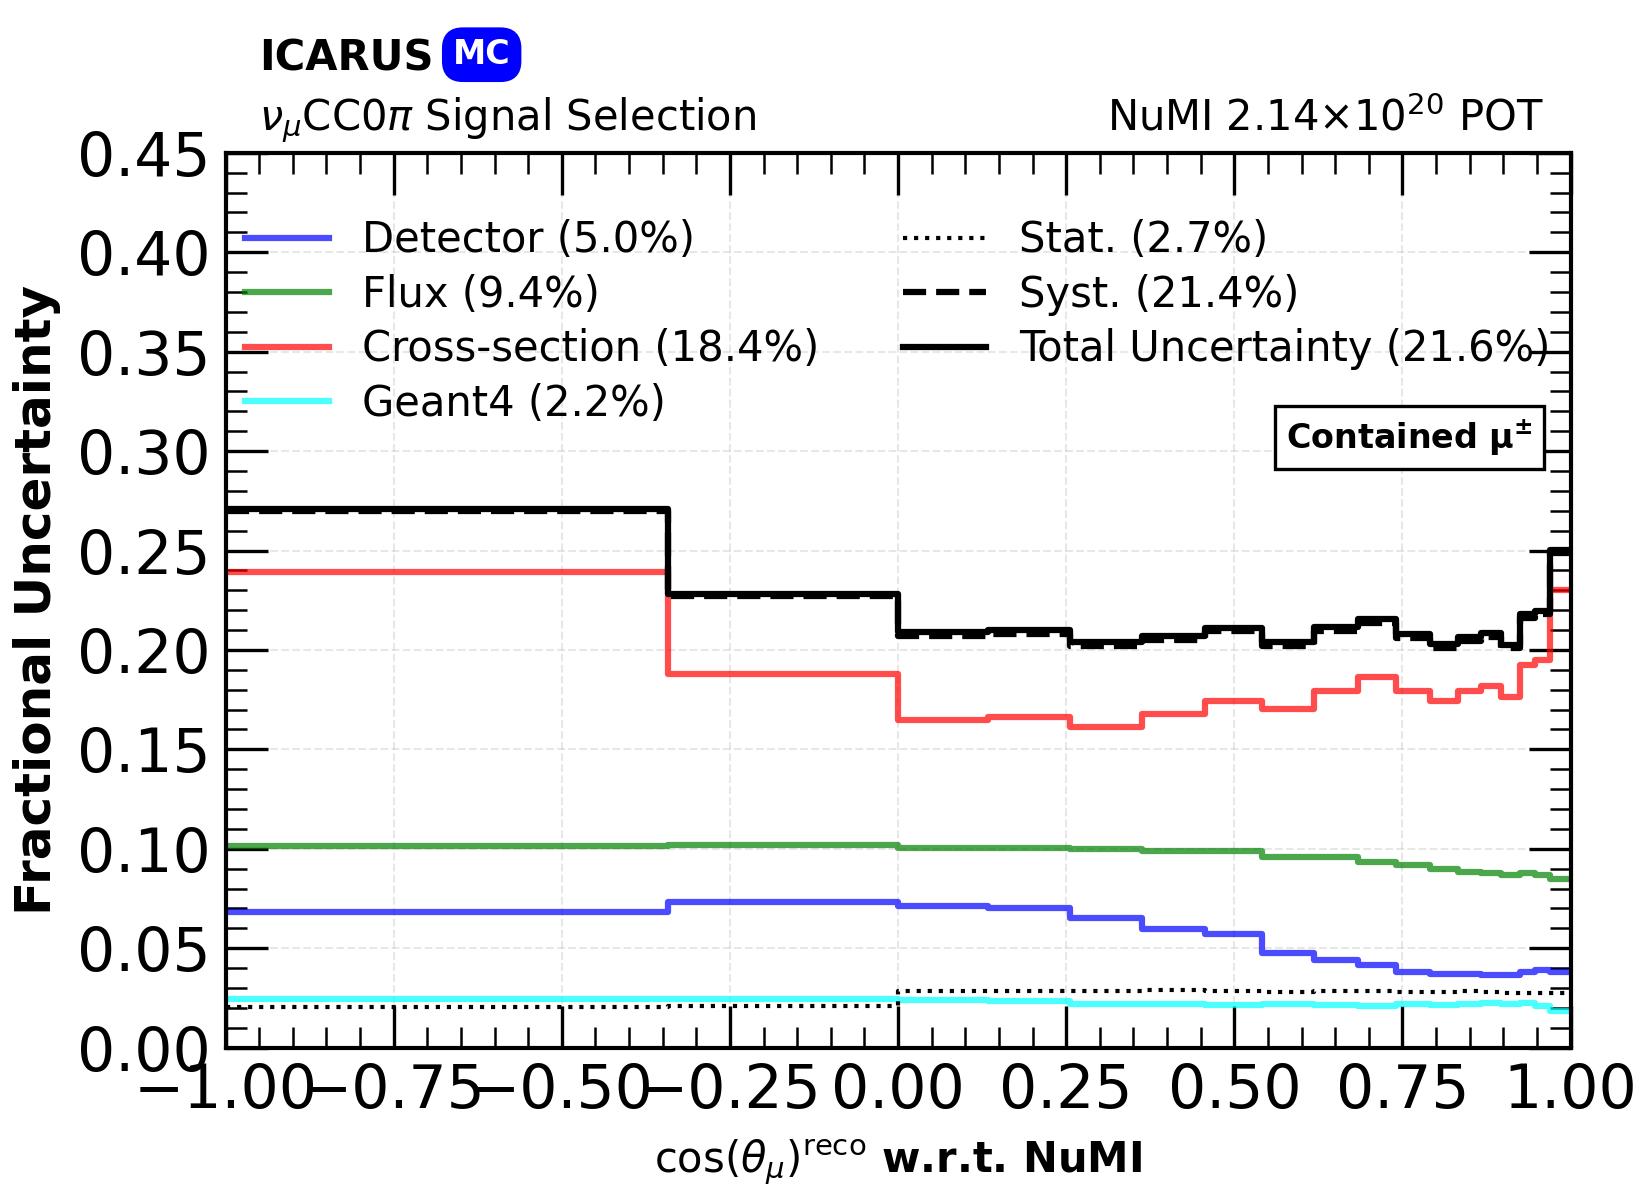 ICARUS MC
νμCC0π Signal Selection
NuMI 2.14×10²⁰ POT
Detector (5.0%)
Flux (9.4%)
Cross-section (18.4%)
Geant4 (2.2%)
Stat. (2.7%)
Syst. (21.4%)
Total Uncertainty (21.6%)
Contained μ±
Fractional Uncertainty
0.45
0.40
0.35
0.30
0.25
0.20
0.15
0.10
0.05
0.00
−1.00 −0.75 −0.50 −0.25 0.00 0.25 0.50 0.75 1.00
cos(θμ)reco w.r.t. NuMI